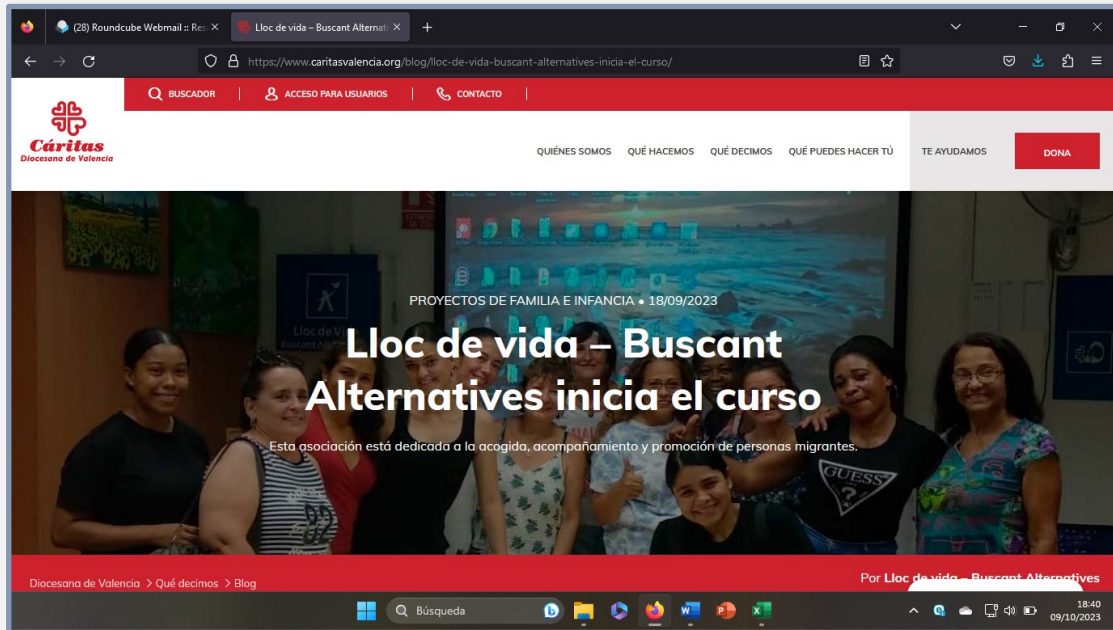 (28) Roundcube Webmail :: Res
Lloc de vida – Buscant Alternati
https://www.caritasvalencia.org/blog/lloc-de-vida-buscant-alternatives-inicia-el-curso/
BUSCADOR
ACCESO PARA USUARIOS
CONTACTO
Cáritas
Diocesana de Valencia
QUIÉNES SOMOS
QUÉ HACEMOS
QUÉ DECIMOS
QUÉ PUEDES HACER TÚ
TE AYUDAMOS
DONA
PROYECTOS DE FAMILIA E INFANCIA • 18/09/2023
Lloc de vida – Buscant
Alternatives inicia el curso
Esta asociación está dedicada a la acogida, acompañamiento y promoción de personas migrantes.
Lloc de Vi
GUESS
?
Diocesana de Valencia > Qué decimos > Blog
Por Lloc de vida – Buscant Alternatives
Búsqueda
18:40
09/10/2023